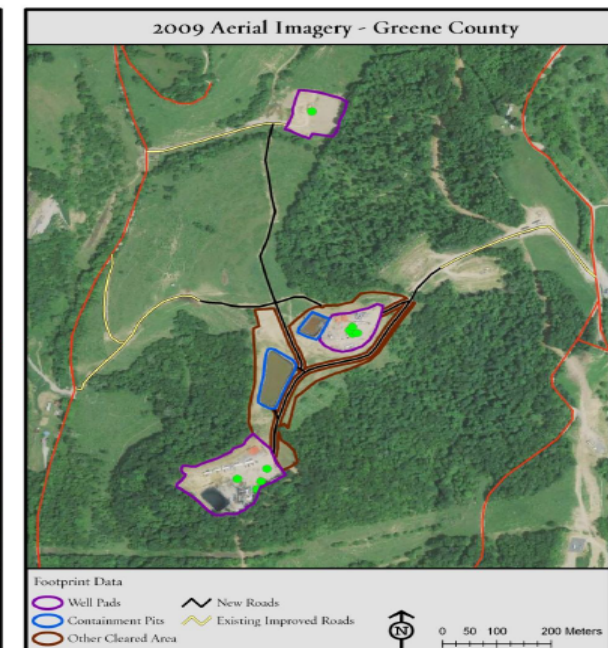 2009 Aerial Imagery - Greene County
Footprint Data
Well Pads
New Roads
Containment Pits
Existing Improved Roads
Other Cleared Area
N
0 50 100 200 Meters